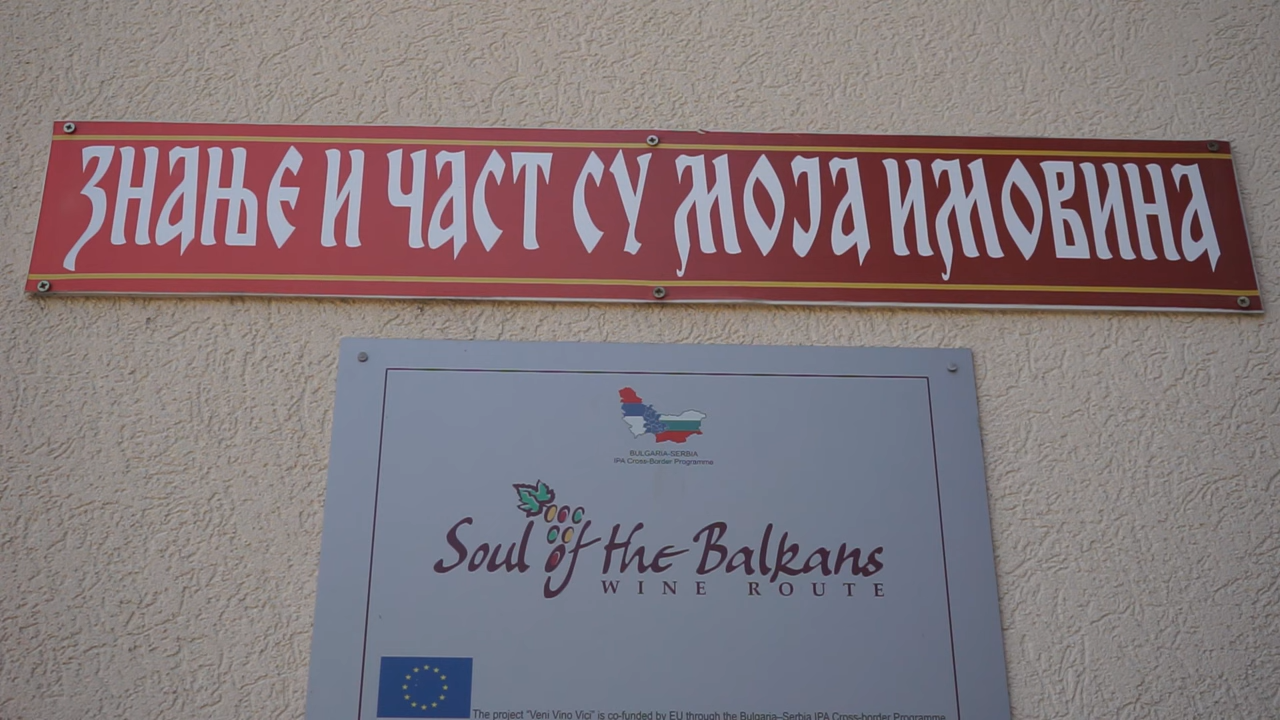 ЗНАЊЕ И ЧАСТ СУ МОЈА ИМОВИНА
BULGARIA-SERBIA
IPA Cross-Border Programme
Soul of the Balkans
WINE ROUTE
The project "Veni Vino Vici" is co-funded by EU through the Bulgaria–Serbia IPA Cross-border Programme